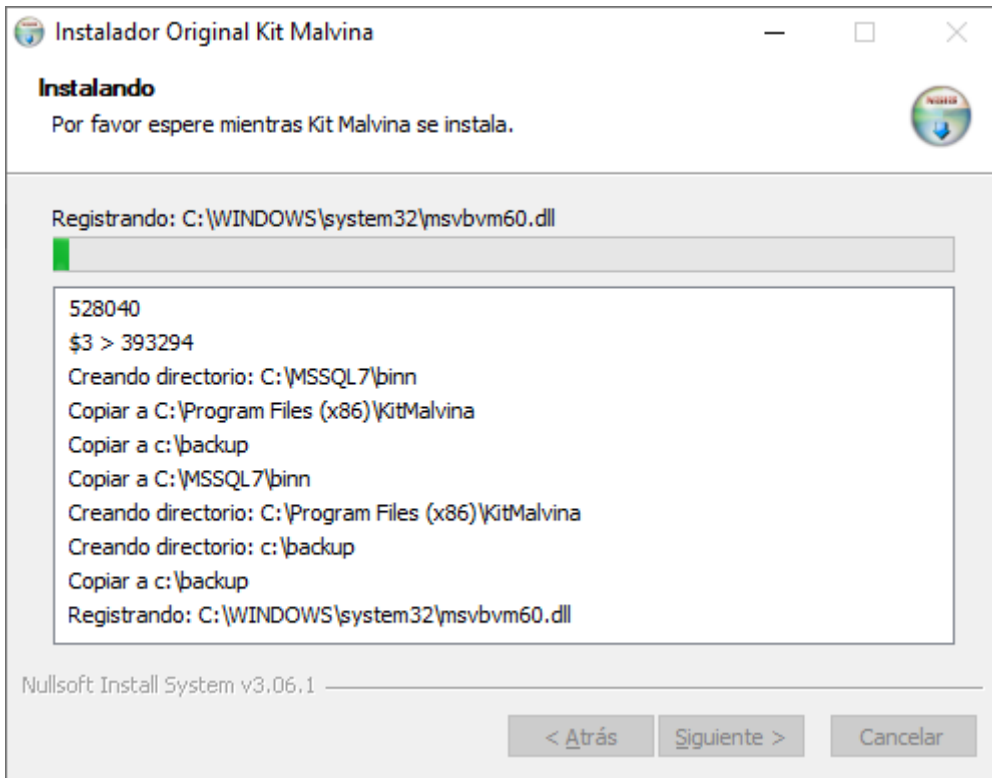 Instalador Original Kit Malvina
Instalando
Por favor espere mientras Kit Malvina se instala.
NSIS
Registrando: C:\WINDOWS\system32\msvbvm60.dll
528040
$3 > 393294
Creando directorio: C:\MSSQL7\binn
Copiar a C:\Program Files (x86)\KitMalvina
Copiar a c:\backup
Copiar a C:\MSSQL7\binn
Creando directorio: C:\Program Files (x86)\KitMalvina
Creando directorio: c:\backup
Copiar a c:\backup
Registrando: C:\WINDOWS\system32\msvbvm60.dll
Nullsoft Install System v3.06.1
< Atrás Siguiente > Cancelar